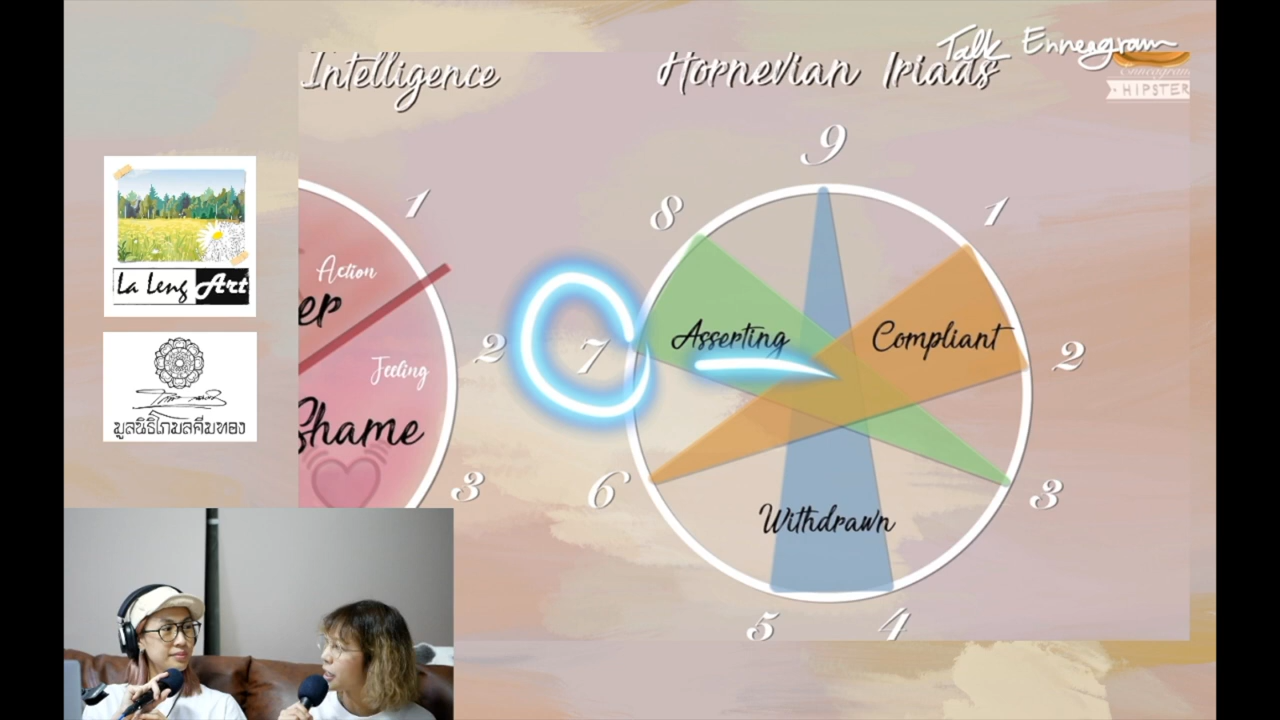 Talk Enneagram
Intelligence
Hornevian Triads
Enneagram
HIPSTER
La Leng Art
มูลนิธิโกมลคีมทอง
1
Action
er
Feeling
2
Shame
3
9
8
1
7
Asserting
Compliant
2
6
3
Withdrawn
5
4